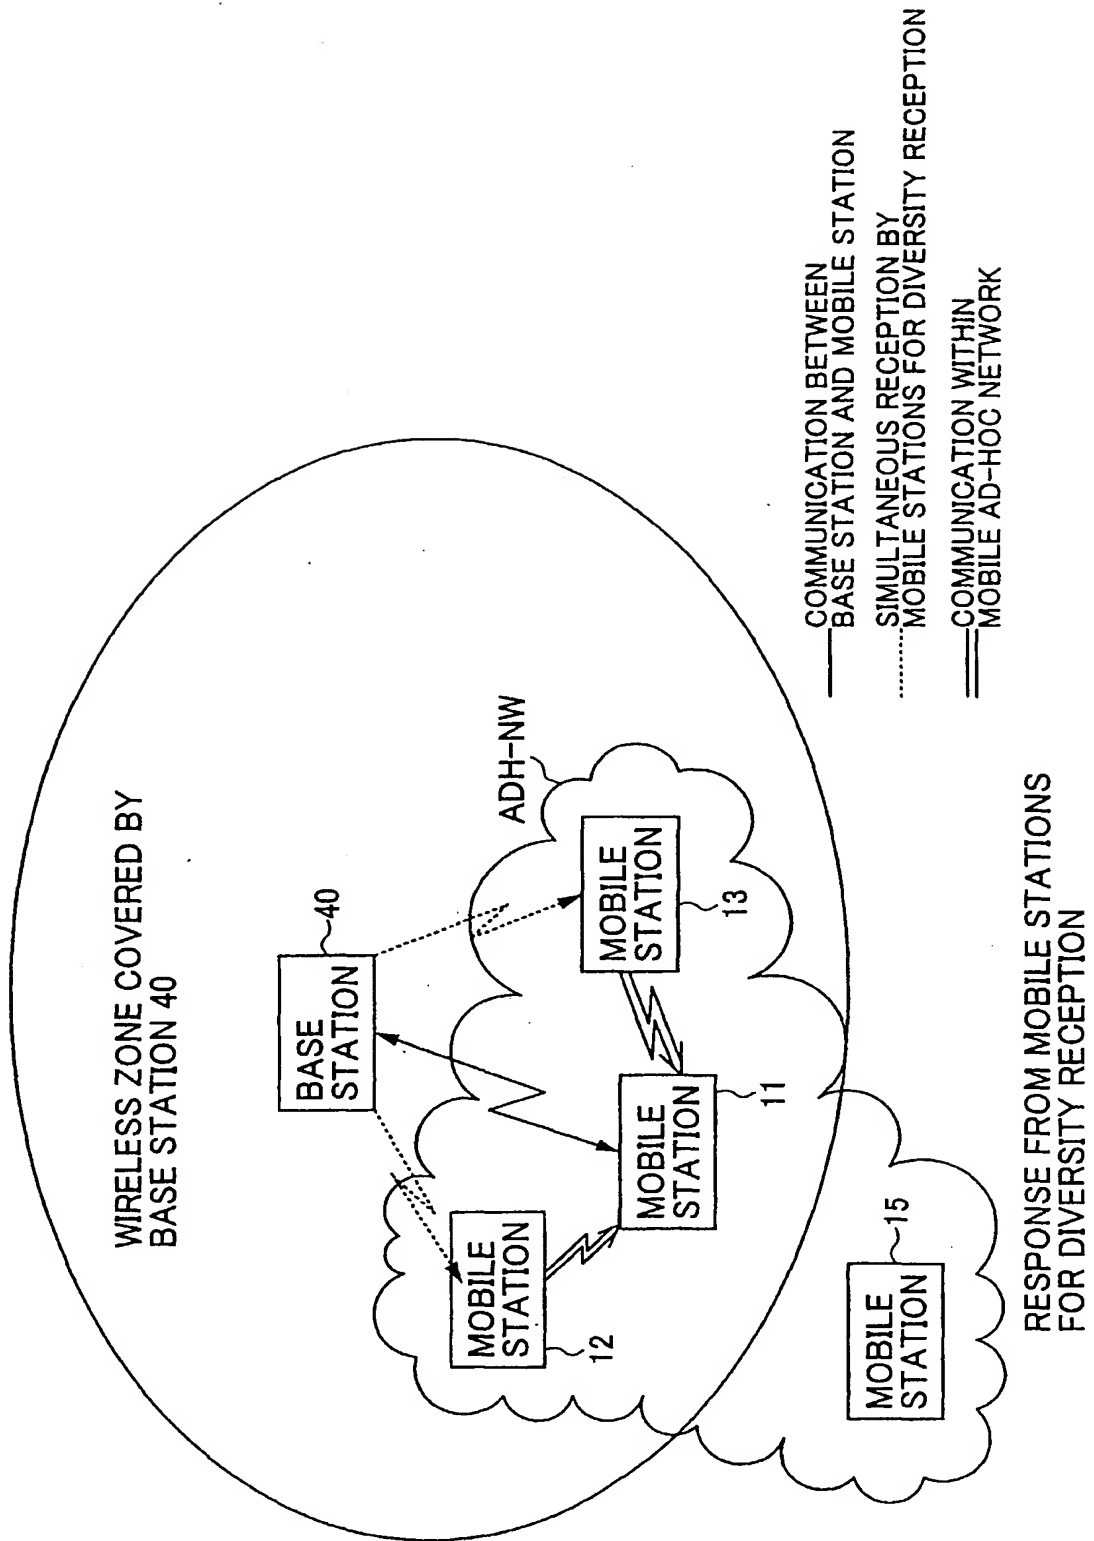 WIRELESS ZONE COVERED BY
BASE STATION 40
BASE
STATION
40
ADH-NW
MOBILE
STATION
12
MOBILE
STATION
11
MOBILE
STATION
13
MOBILE
STATION
15
COMMUNICATION BETWEEN
BASE STATION AND MOBILE STATION
SIMULTANEOUS RECEPTION BY
MOBILE STATIONS FOR DIVERSITY RECEPTION
COMMUNICATION WITHIN
MOBILE AD-HOC NETWORK
RESPONSE FROM MOBILE STATIONS
FOR DIVERSITY RECEPTION